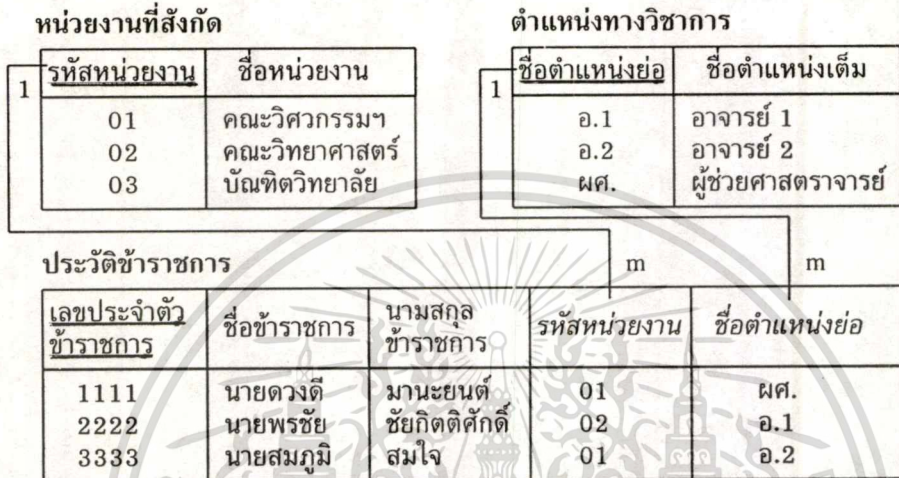 หน่วยงานที่สังกัด ตำแหน่งทางวิชาการ
1 รหัสหน่วยงาน ชื่อหน่วยงาน 1 ชื่อตำแหน่งย่อ ชื่อตำแหน่งเต็ม
01 คณะวิศวกรรมฯ อ.1 อาจารย์ 1
02 คณะวิทยาศาสตร์ อ.2 อาจารย์ 2
03 บัณฑิตวิทยาลัย ผศ. ผู้ช่วยศาสตราจารย์
ประวัติข้าราชการ m m
เลขประจำตัว ชื่อข้าราชการ นามสกุล รหัสหน่วยงาน ชื่อตำแหน่งย่อ
ข้าราชการ ข้าราชการ
1111 นายดวงดี มานะยนต์ 01 ผศ.
2222 นายพรชัย ชัยกิตติศักดิ์ 02 อ.1
3333 นายสมภูมิ สมใจ 01 อ.2